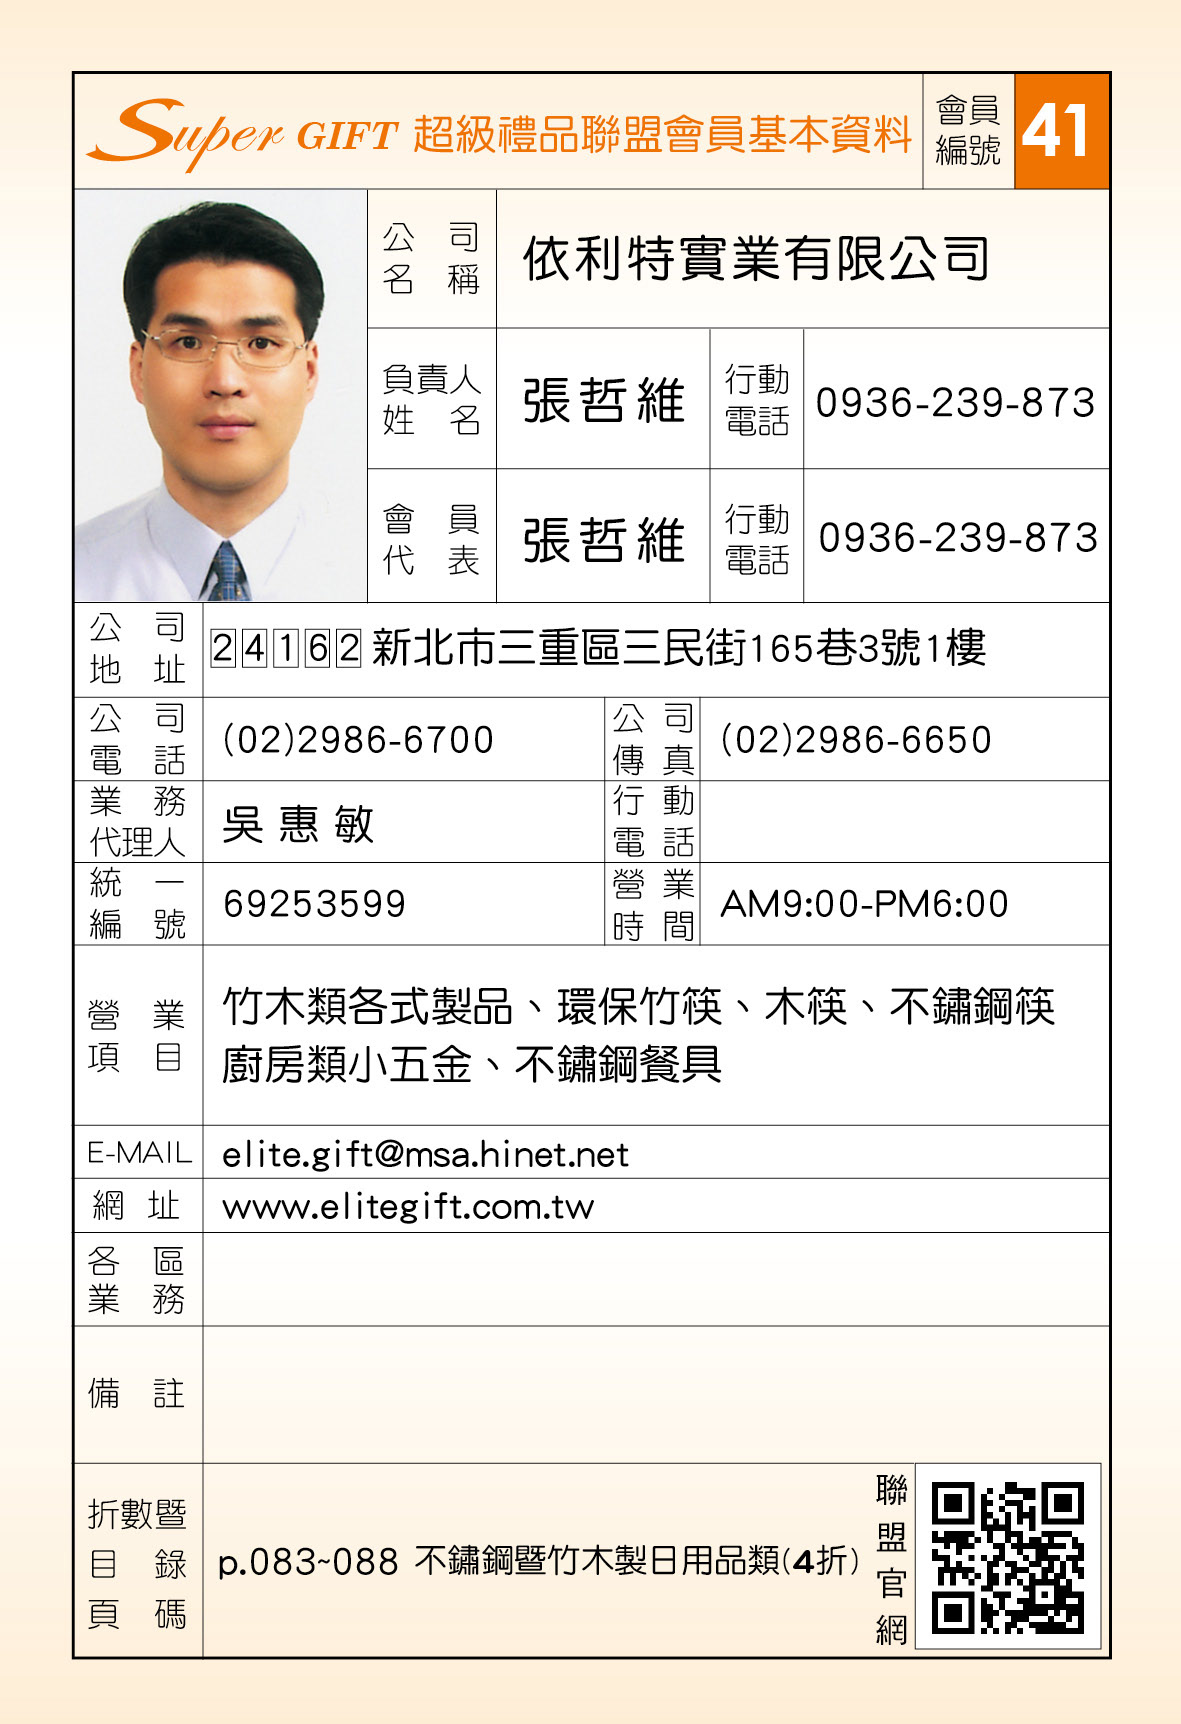 Super GIFT 超級禮品聯盟會員基本資料
會員
編號
41
公司
名稱
依利特實業有限公司
負責人
姓名
張哲維
行動
電話
0936-239-873
會員
代表
張哲維
行動
電話
0936-239-873
公司
地址
24162 新北市三重區三民街165巷3號1樓
公司
電話
(02)2986-6700
公司
傳真
(02)2986-6650
業務
代理人
吳惠敏
行動
電話
統一
編號
69253599
營業
時間
AM9:00-PM6:00
營業
項目
竹木類各式製品、環保竹筷、木筷、不鏽鋼筷
廚房類小五金、不鏽鋼餐具
E-MAIL
elite.gift@msa.hinet.net
網址
www.elitegift.com.tw
各區
業務
備註
折數暨
目錄
頁碼
p.083~088 不鏽鋼暨竹木製日用品類(4折)
聯
盟
官
網